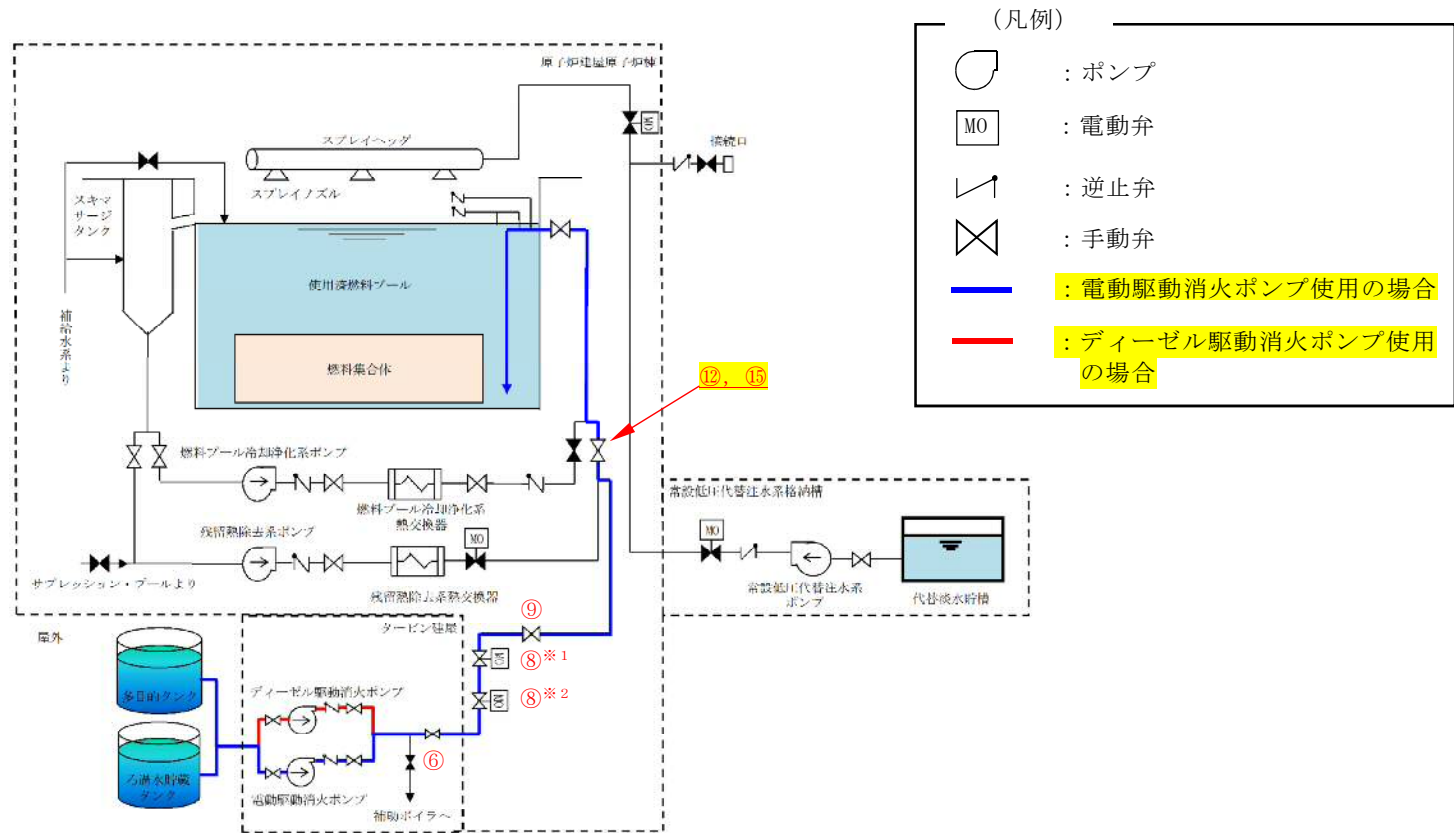 (凡例)
:ポンプ
MO
:電動弁
:逆止弁
:手動弁
:電動駆動消火ポンプ使用の場合
:ディーゼル駆動消火ポンプ使用
の場合
原子炉建屋原子炉棟
MO
接続口
スプレイヘッダ
スプレイノズル
スキマ
サージ
タンク
使用済燃料プール
補給水系より
燃料集合体
⑫, ⑮
燃料プール冷却浄化系ポンプ
燃料プール冷却浄化系
熱交換器
残留熱除去系ポンプ
MO
サプレッション・プールより
残留熱除去系熱交換器
常設低圧代替注水系格納槽
MO
常設低圧代替注水系
ポンプ
代替淡水貯槽
屋外
タービン建屋
⑨
MO
⑧※1
MO
⑧※2
多目的タンク
ディーゼル駆動消火ポンプ
⑥
ろ過水貯蔵
タンク
電動駆動消火ポンプ
補助ボイラへ